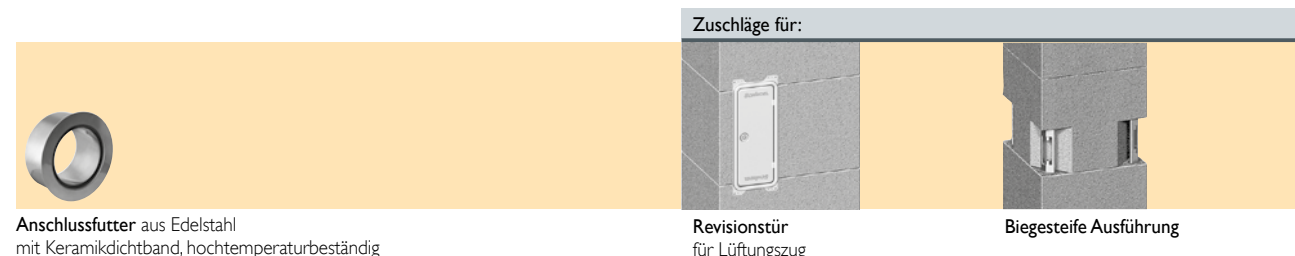 Zuschläge für:
Anschlussfutter aus Edelstahl
mit Keramikdichtband, hochtemperaturbeständig
Revisionstür
für Lüftungszug
Biegesteife Ausführung